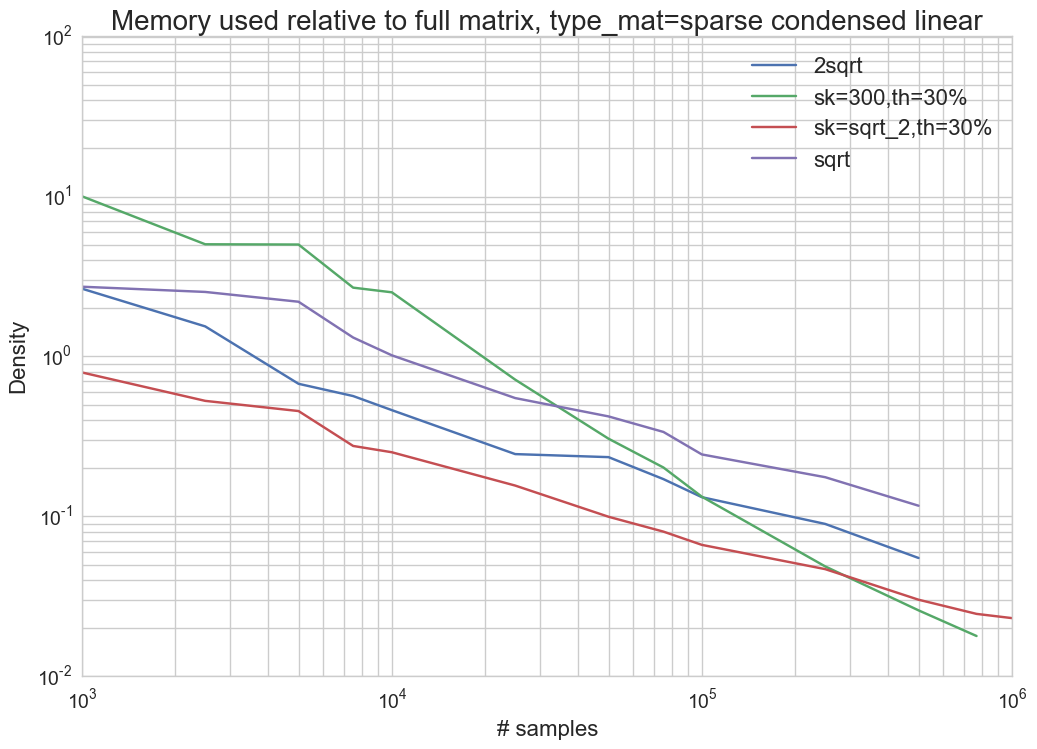 Memory used relative to full matrix, type_mat=sparse condensed linear
10^2
2sqrt
sk=300,th=30%
sk=sqrt_2,th=30%
sqrt
10^1
10^0
10^-1
10^-2
Density
10^3 10^4 10^5 10^6
# samples